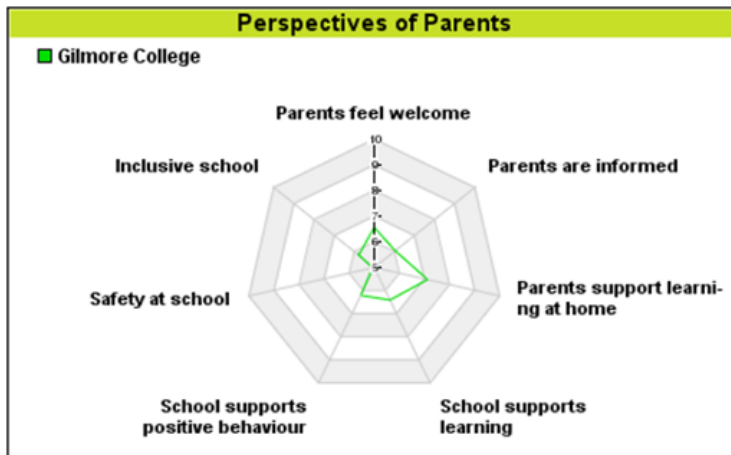 Perspectives of Parents
Gilmore College
Parents feel welcome
Inclusive school
Parents are informed
10
9
8
7
6
5
Safety at school
Parents support learni-
ng at home
School supports
positive behaviour
School supports
learning